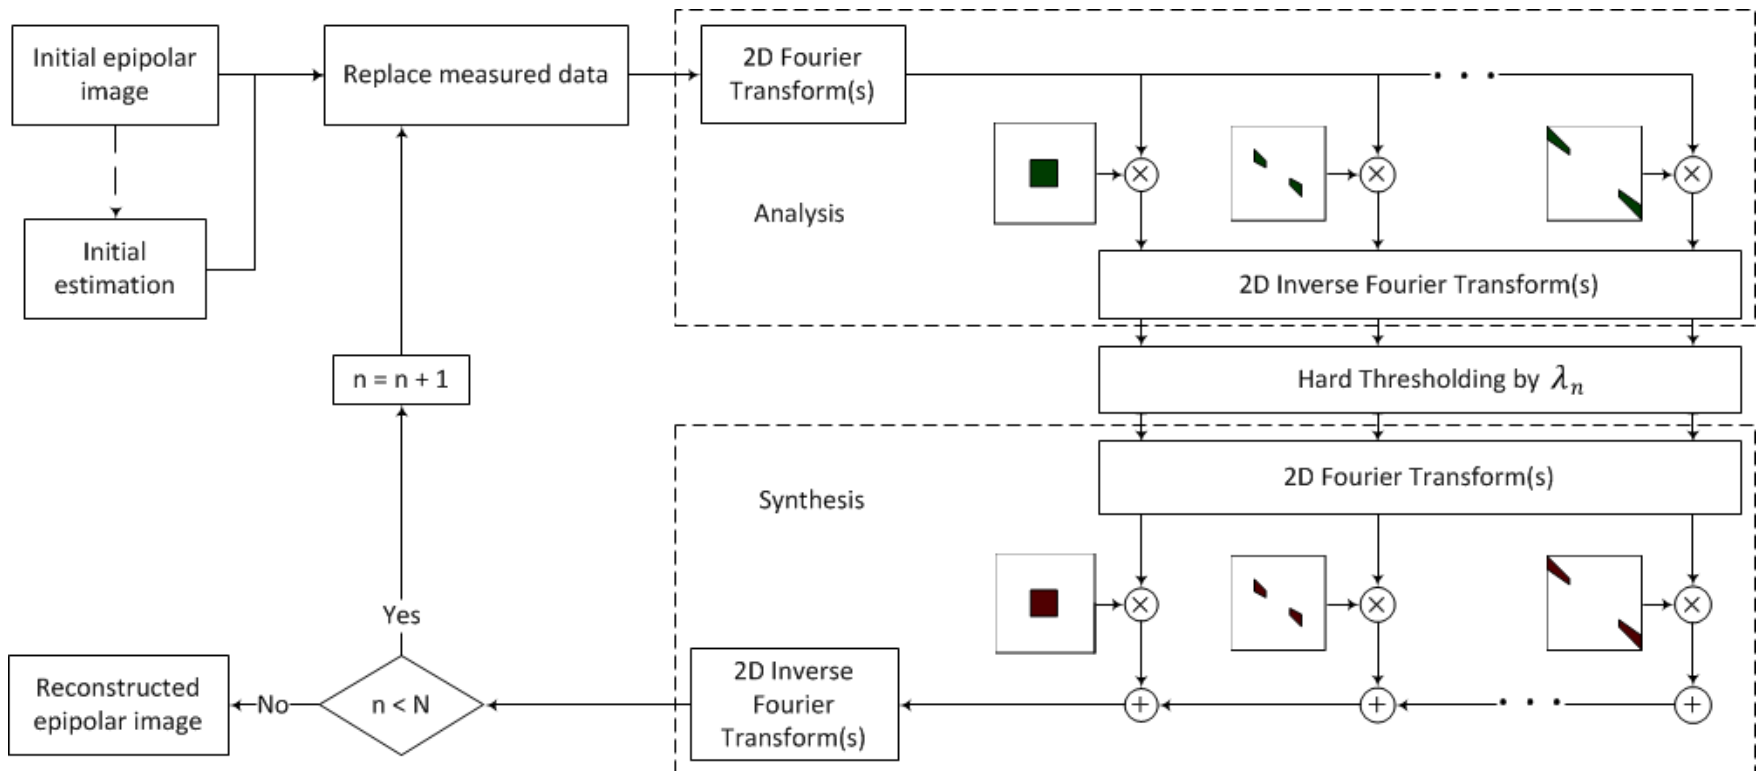 Initial epipolar
image
Replace measured data
2D Fourier
Transform(s)
Analysis
Initial
estimation
2D Inverse Fourier Transform(s)
n = n + 1
Hard Thresholding by λₙ
2D Fourier Transform(s)
Synthesis
Yes
2D Inverse
Fourier
Transform(s)
Reconstructed
epipolar image
No
n < N